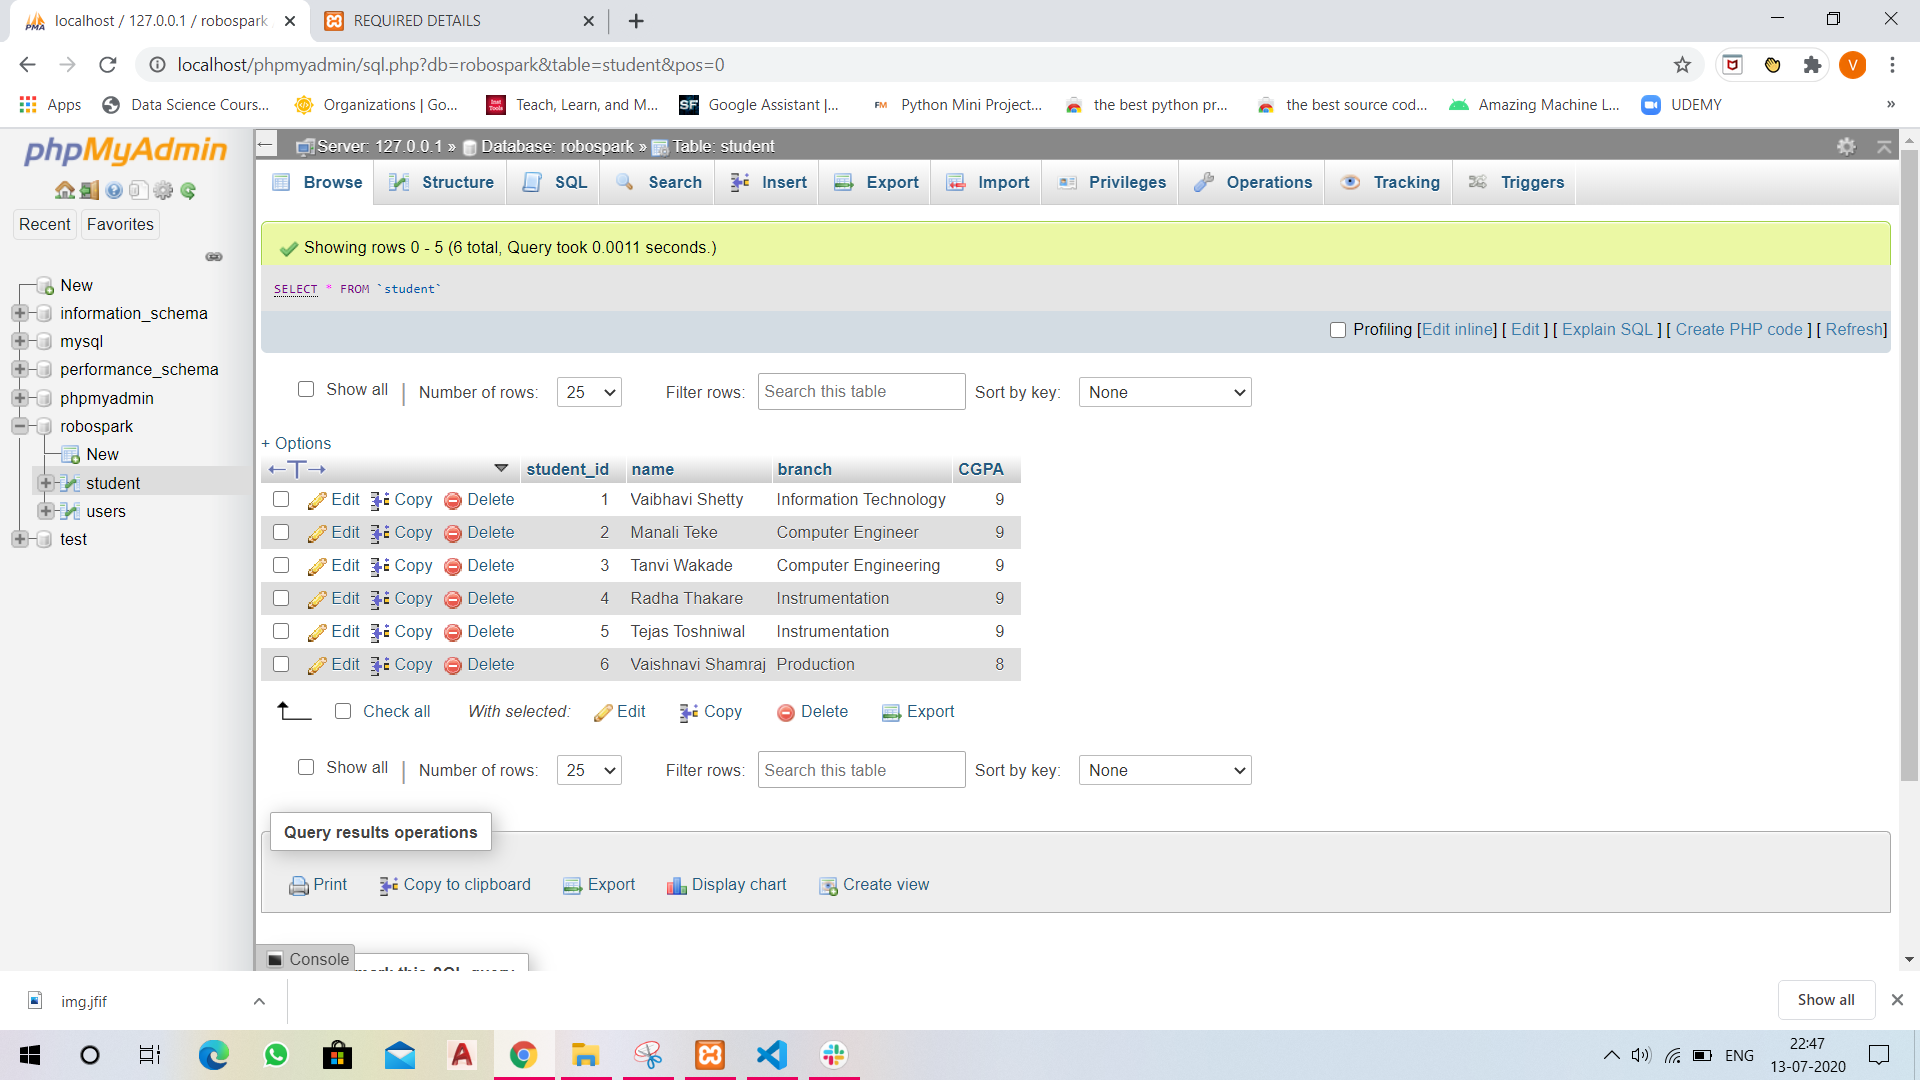 localhost / 127.0.0.1 / robospark
REQUIRED DETAILS
localhost/phpmyadmin/sql.php?db=robospark&table=student&pos=0
V
Apps
Data Science Cours...
Organizations | Go...
Teach, Learn, and M...
Google Assistant |...
Python Mini Project...
the best python pr...
the best source cod...
Amazing Machine L...
UDEMY
»
phpMyAdmin
Recent
Favorites
New
information_schema
mysql
performance_schema
phpmyadmin
robospark
New
student
users
test
Server: 127.0.0.1 » Database: robospark » Table: student
Browse
Structure
SQL
Search
Insert
Export
Import
Privileges
Operations
Tracking
Triggers
Showing rows 0 - 5 (6 total, Query took 0.0011 seconds.)
SELECT * FROM `student`
Profiling [Edit inline] [ Edit ] [ Explain SQL ] [ Create PHP code ] [ Refresh]
Show all | Number of rows: 25 Filter rows: Search this table Sort by key: None
+ Options
←T→ student_id name branch CGPA
Edit Copy Delete 1 Vaibhavi Shetty Information Technology 9
Edit Copy Delete 2 Manali Teke Computer Engineer 9
Edit Copy Delete 3 Tanvi Wakade Computer Engineering 9
Edit Copy Delete 4 Radha Thakare Instrumentation 9
Edit Copy Delete 5 Tejas Toshniwal Instrumentation 9
Edit Copy Delete 6 Vaishnavi Shamraj Production 8
Check all With selected: Edit Copy Delete Export
Show all | Number of rows: 25 Filter rows: Search this table Sort by key: None
Query results operations
Print Copy to clipboard Export Display chart Create view
Console
img.jfif
Show all
ENG
22:47
13-07-2020